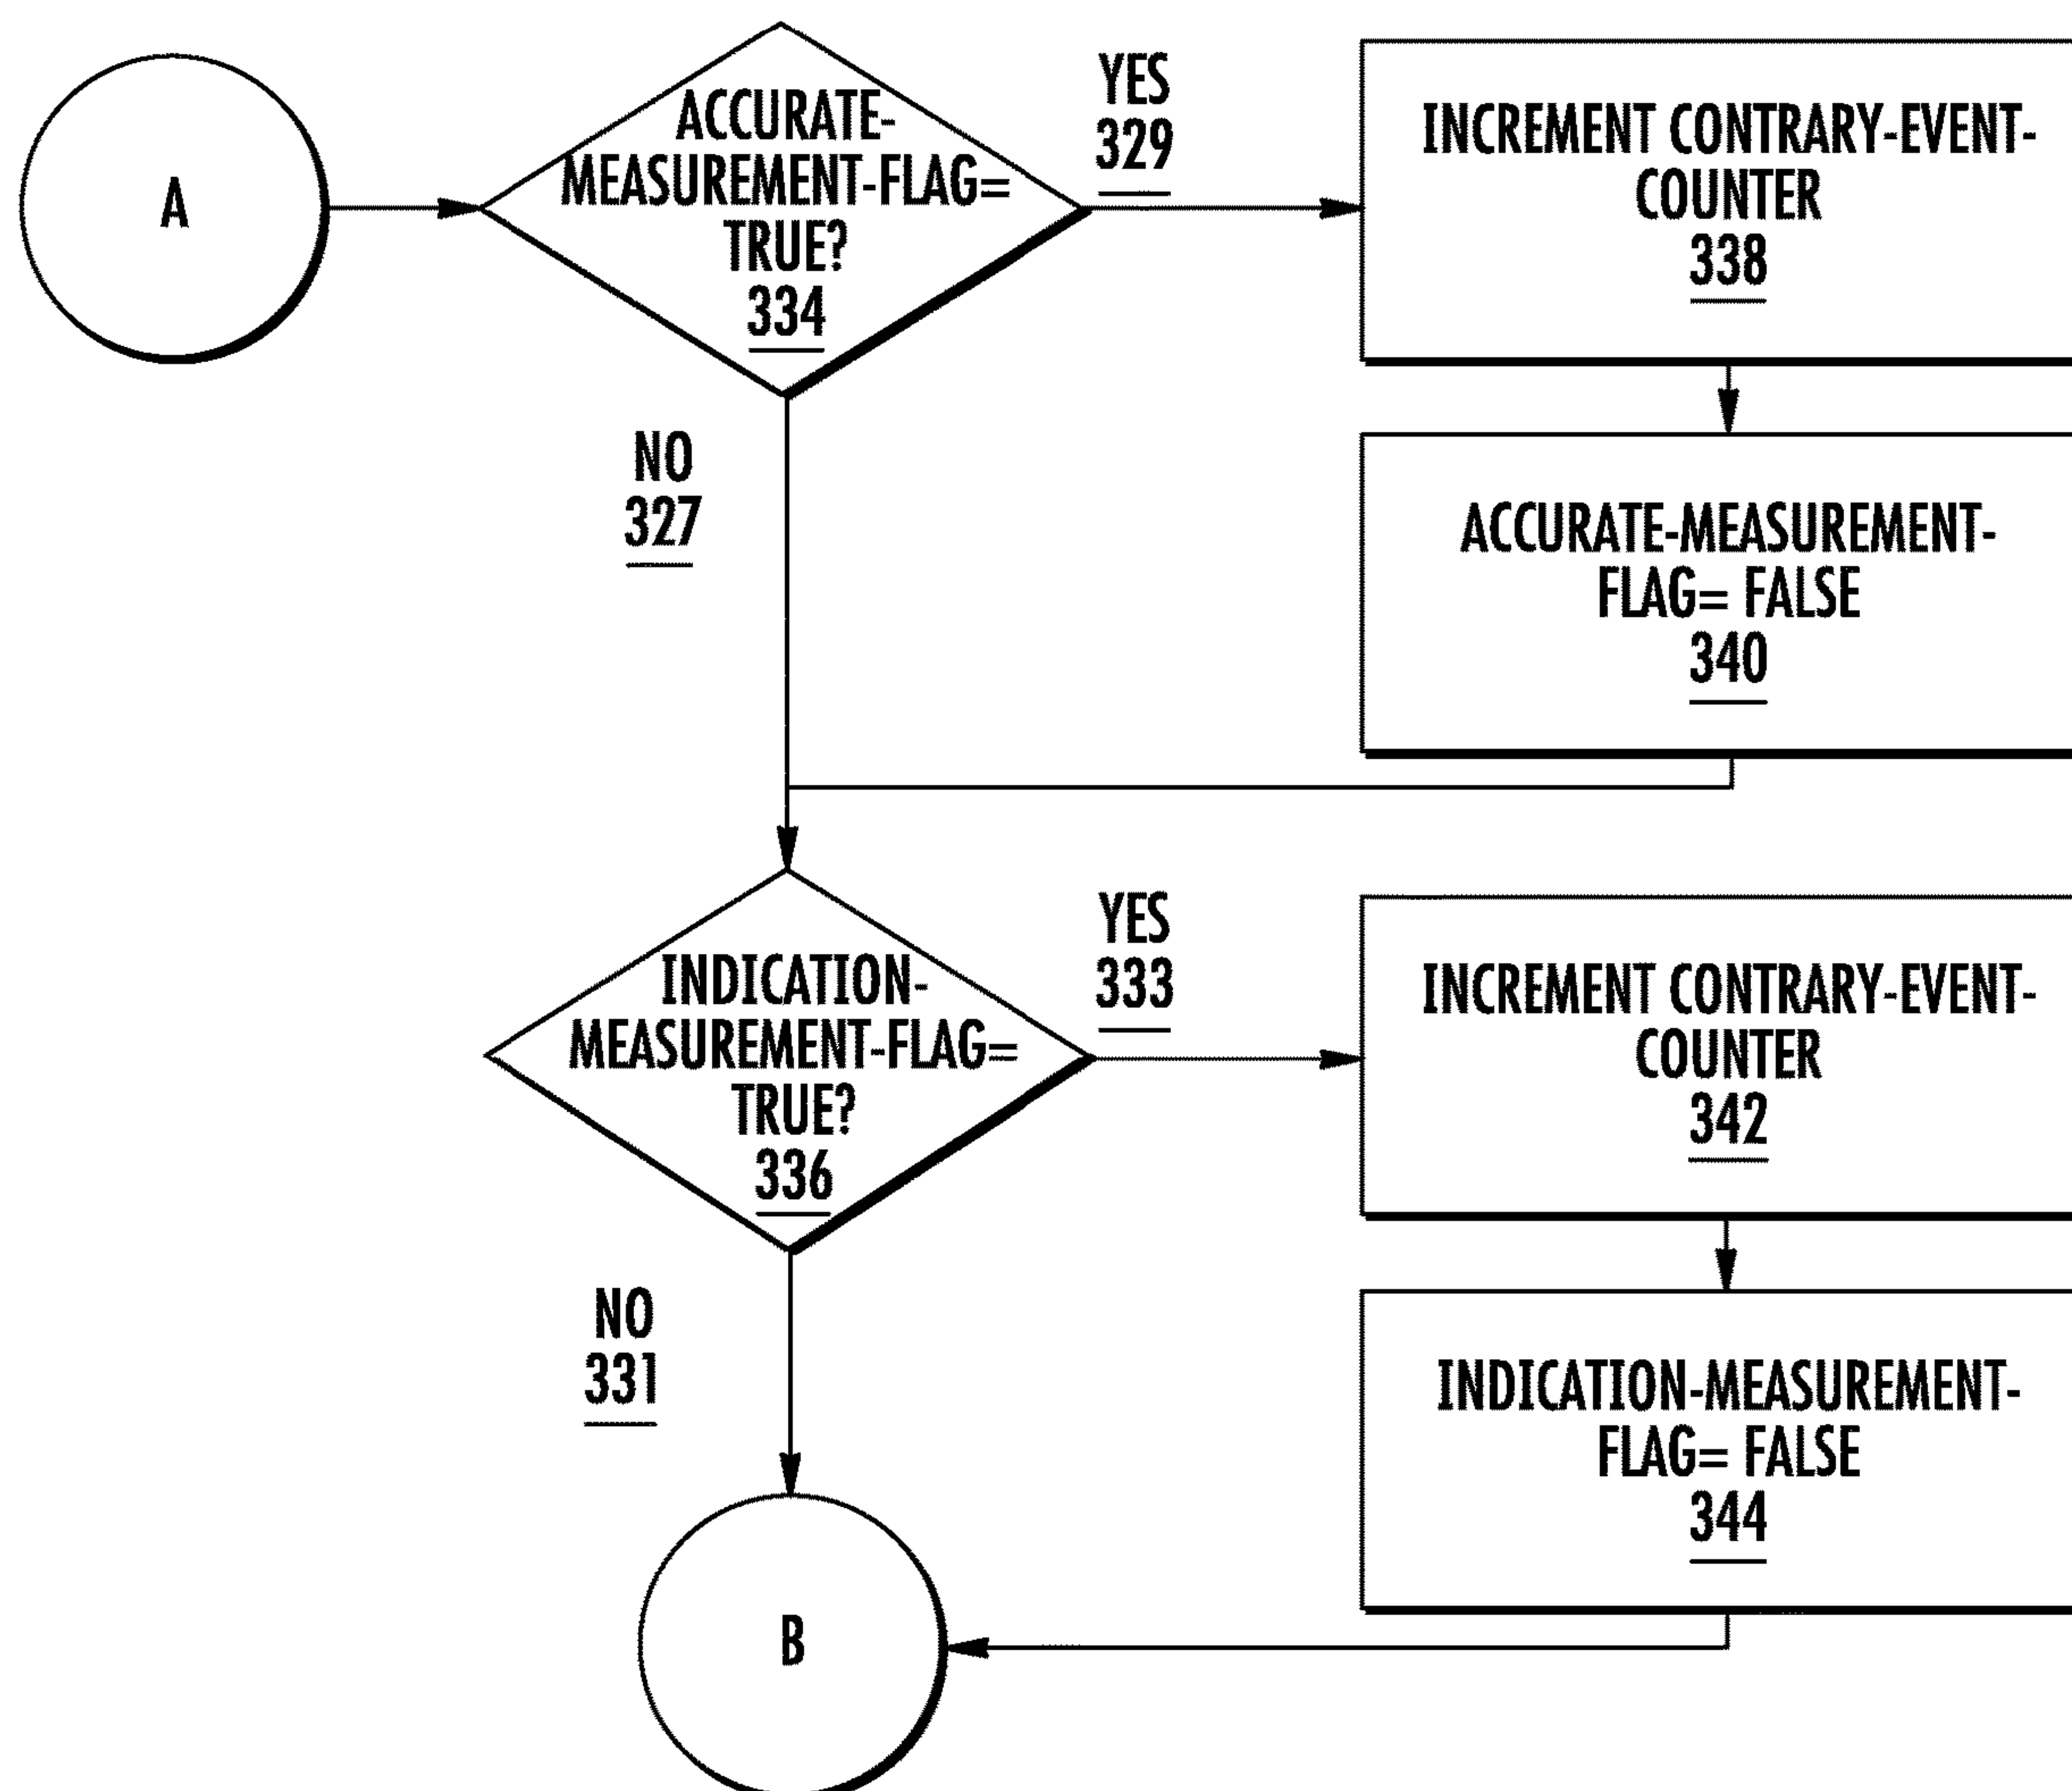 A
ACCURATE-
MEASUREMENT-FLAG=
TRUE?
334
YES
329
INCREMENT CONTRARY-EVENT-
COUNTER
338
NO
327
ACCURATE-MEASUREMENT-
FLAG= FALSE
340
INDICATION-
MEASUREMENT-FLAG=
TRUE?
336
YES
333
INCREMENT CONTRARY-EVENT-
COUNTER
342
NO
331
INDICATION-MEASUREMENT-
FLAG= FALSE
344
B